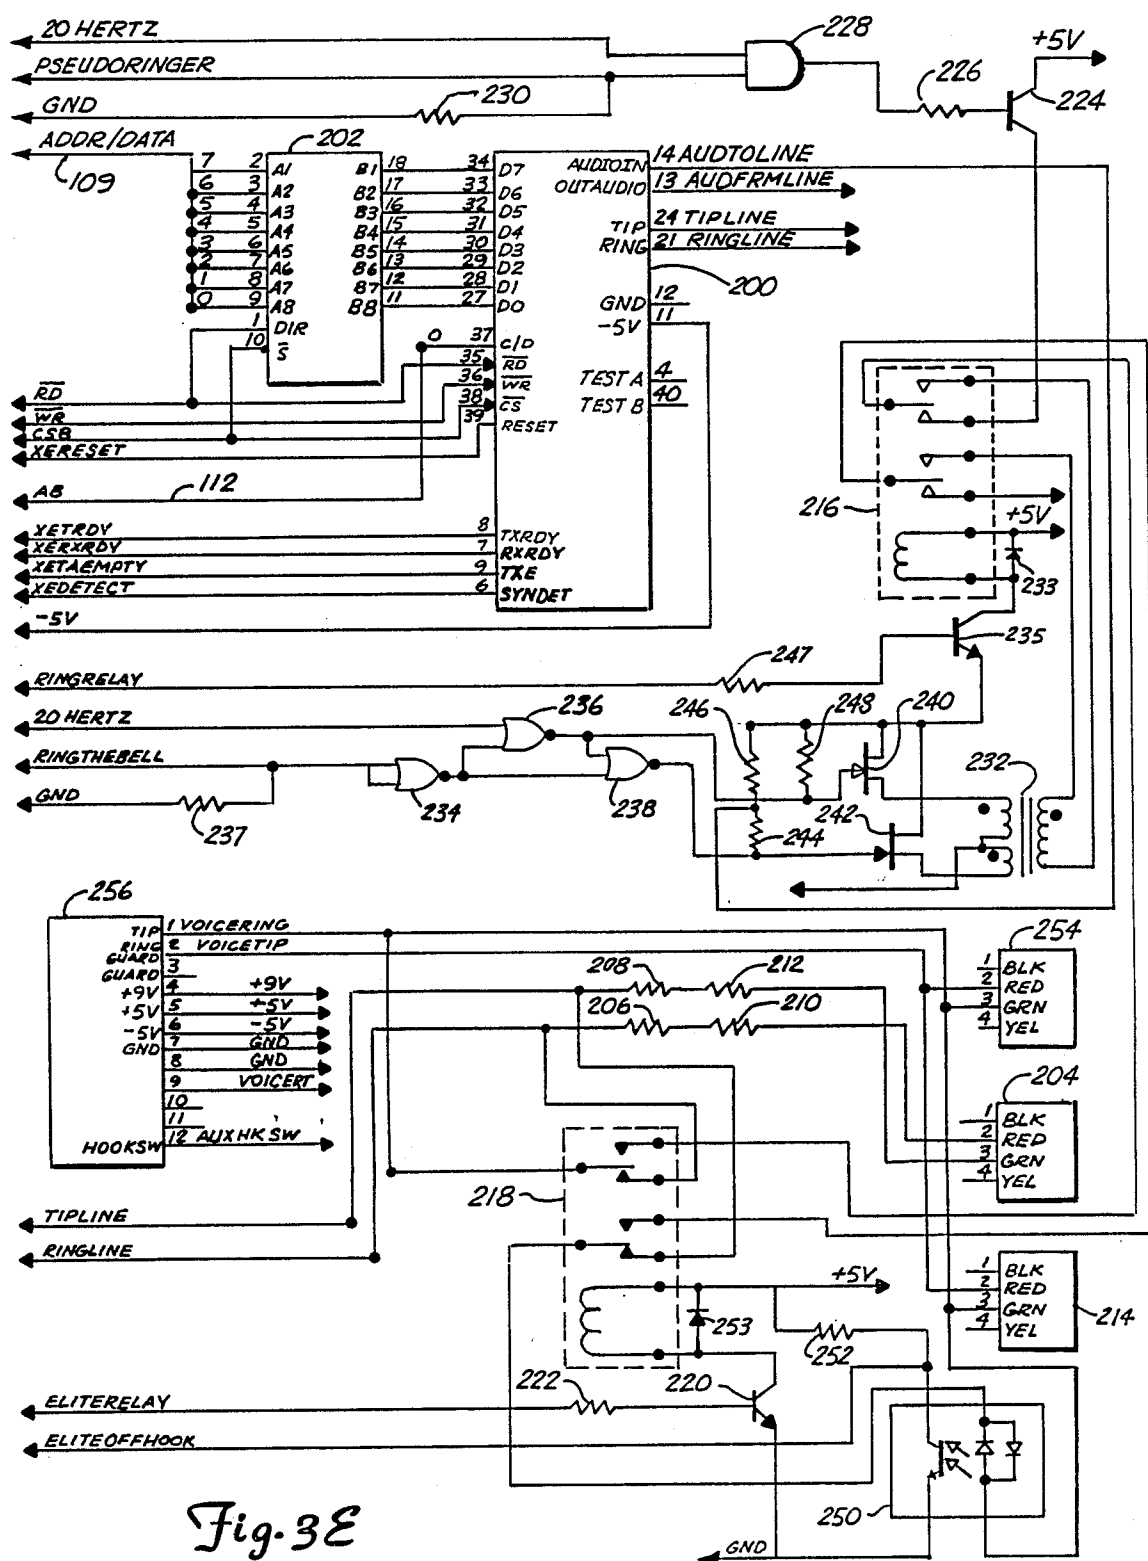 20 HERTZ
228
+5V
PSEUDORINGER
226
224
GND
230
ADDR/DATA
109
202
7 2 A1 B1 18 34 D7
6 3 A2 B2 17 33 D6
5 4 A3 B3 16 32 D5
4 5 A4 B4 15 31 D4
3 6 A5 B5 14 30 D3
2 7 A6 B6 13 29 D2
1 8 A7 B7 12 28 D1
0 9 A8 B8 11 27 D0
1 DIR
10 S
AUDIOIN 14 AUDTOLINE
OUTAUDIO 13 AUDFRMLINE
TIP 24 TIPLINE
RING 21 RINGLINE
200
GND 12
-5V 11
TEST A 4
TEST B 40
0 37 C/D
35 RD
36 WR
38 CS
39 RESET
RD
WR
CSB
XERESET
A8
112
XETRDY 8 TXRDY
XERXRDY 7 RXRDY
XETAEMPTY 9 TXE
XEDETECT 6 SYNDET
-5V
216
+5V
233
235
RINGRELAY
247
20 HERTZ
236
246
248
240
RINGTHEBELL
234
238
232
GND
237
242
244
256
TIP 1 VOICERING
RING 2 VOICETIP
GUARD
GUARD 3
+9V 4 +9V
+5V 5 +5V
-5V 6 -5V
GND 7 GND
8 GND
9 VOICERT
10
11
HOOKSW 12 AUXHKSW
208
212
206
210
254
1 BLK
2 RED
3 GRN
4 YEL
204
1 BLK
2 RED
3 GRN
4 YEL
218
TIPLINE
RINGLINE
214
1 BLK
2 RED
3 GRN
4 YEL
+5V
253
252
222
220
ELITERELAY
ELITEOFFHOOK
250
GND
Fig. 3E